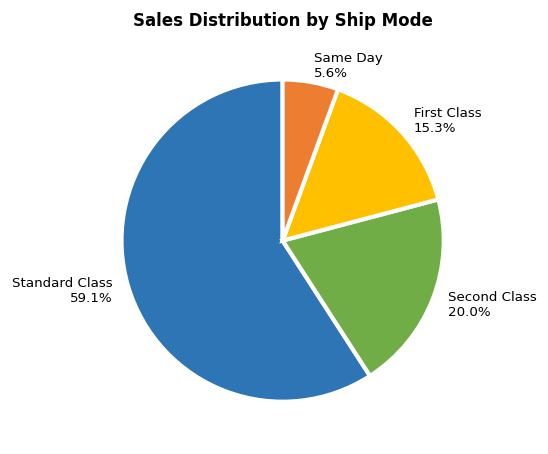 Sales Distribution by Ship Mode
Same Day
5.6%
First Class
15.3%
Second Class
20.0%
Standard Class
59.1%